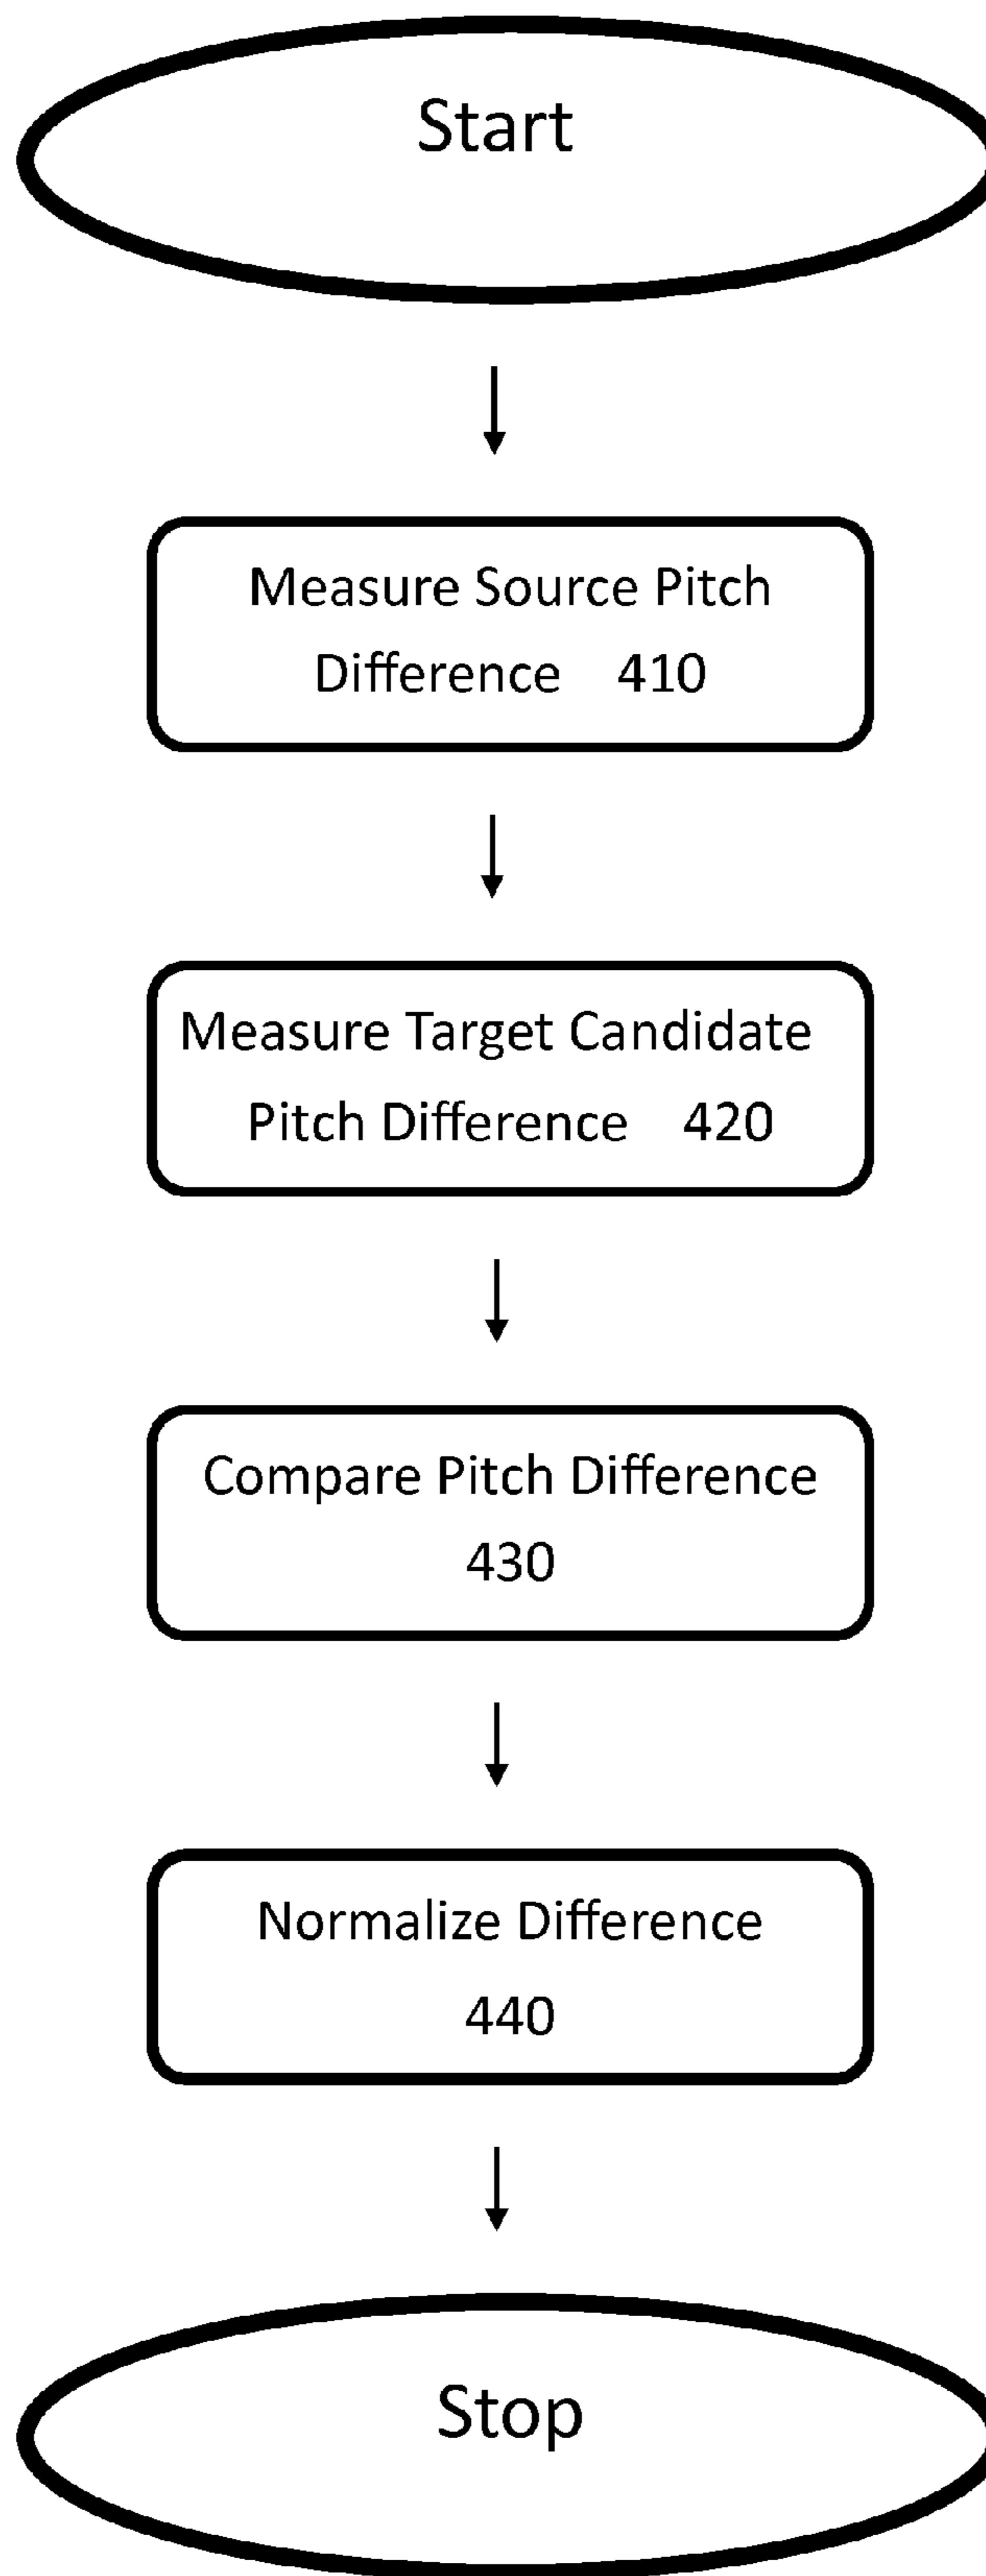 Start
Measure Source Pitch
Difference 410
Measure Target Candidate
Pitch Difference 420
Compare Pitch Difference
430
Normalize Difference
440
Stop